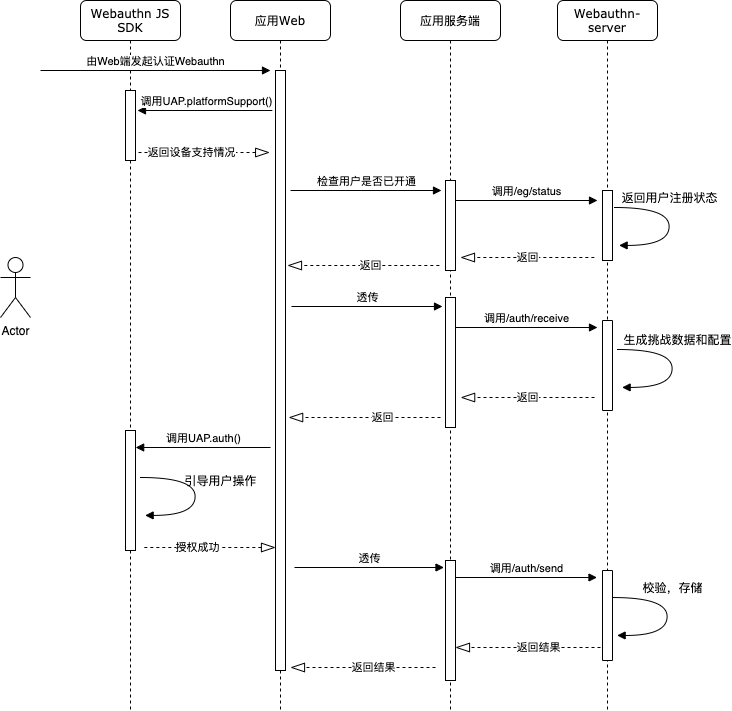 Webauthn JS
SDK
应用Web
应用服务端
Webauthn-
server
由Web端发起认证Webauthn
调用UAP.platformSupport()
返回设备支持情况
检查用户是否已开通
调用/eg/status
返回用户注册状态
返回
返回
透传
调用/auth/receive
Actor
生成挑战数据和配置
返回
返回
调用UAP.auth()
引导用户操作
授权成功
透传
调用/auth/send
校验，存储
返回结果
返回结果